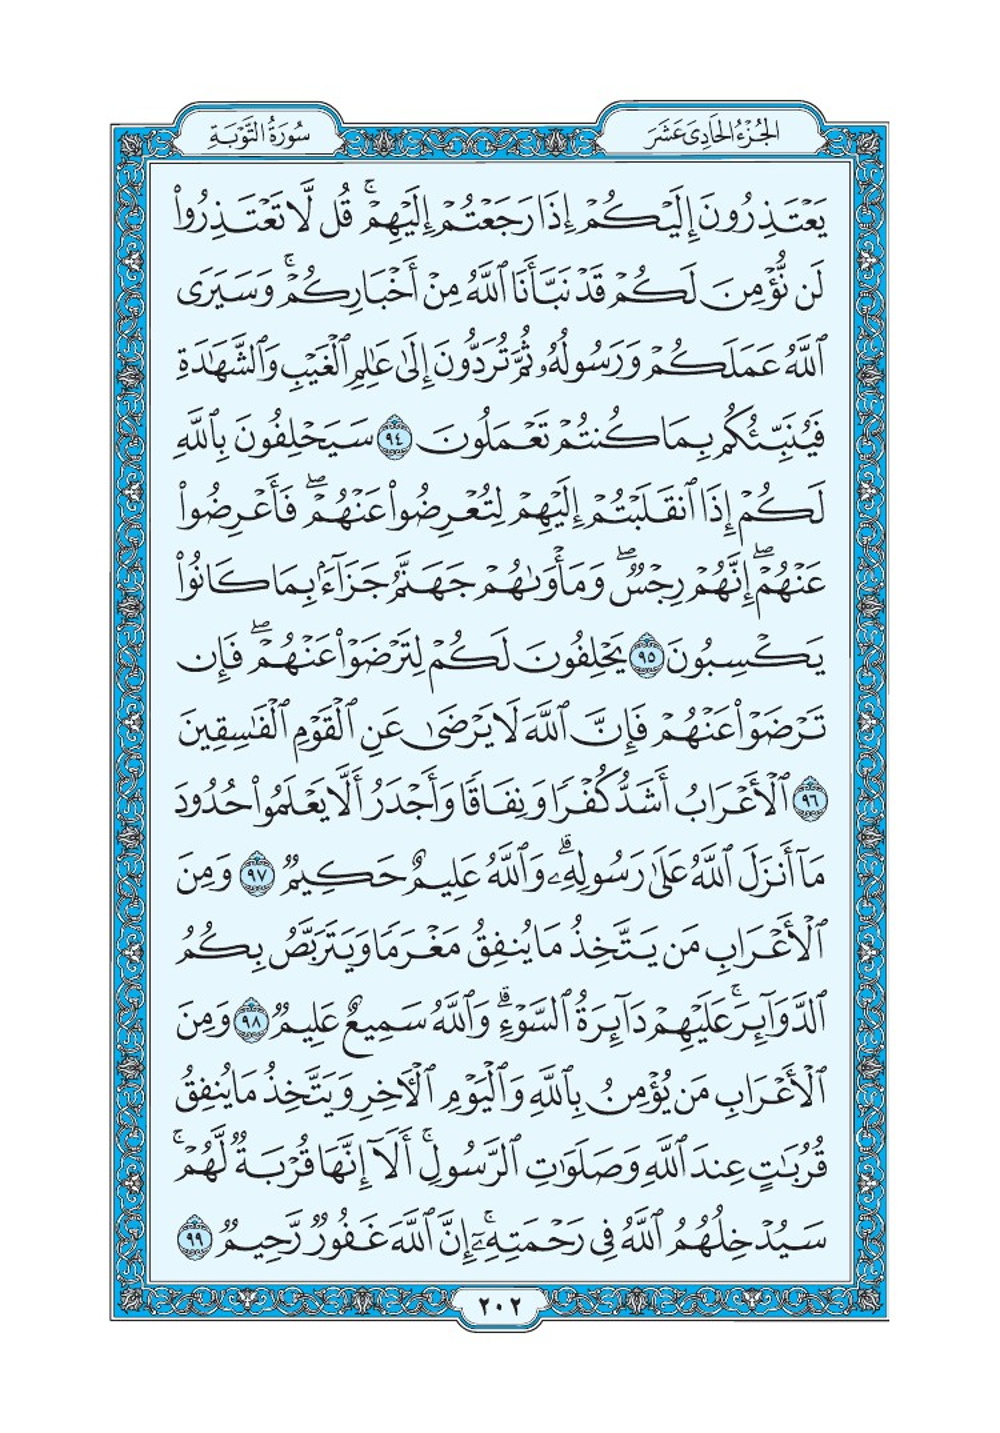 الجُزْءُ الحَادِى عَشَرَ
سُورَةُ التَّوْبَةِ
يَعْتَذِرُونَ إِلَيْكُمْ إِذَا رَجَعْتُمْ إِلَيْهِمْۚ قُل لَّا تَعْتَذِرُوا۟
لَن نُّؤْمِنَ لَكُمْ قَدْ نَبَّأَنَا ٱللَّهُ مِنْ أَخْبَارِكُمْۚ وَسَيَرَى
ٱللَّهُ عَمَلَكُمْ وَرَسُولُهُۥ ثُمَّ تُرَدُّونَ إِلَىٰ عَٰلِمِ ٱلْغَيْبِ وَٱلشَّهَٰدَةِ
فَيُنَبِّئُكُم بِمَا كُنتُمْ تَعْمَلُونَ ٩٤ سَيَحْلِفُونَ بِٱللَّهِ
لَكُمْ إِذَا ٱنقَلَبْتُمْ إِلَيْهِمْ لِتُعْرِضُوا۟ عَنْهُمْۖ فَأَعْرِضُوا۟
عَنْهُمْۖ إِنَّهُمْ رِجْسٌۖ وَمَأْوَىٰهُمْ جَهَنَّمُ جَزَآءَۢ بِمَا كَانُوا۟
يَكْسِبُونَ ٩٥ يَحْلِفُونَ لَكُمْ لِتَرْضَوْا۟ عَنْهُمْۖ فَإِن
تَرْضَوْا۟ عَنْهُمْ فَإِنَّ ٱللَّهَ لَا يَرْضَىٰ عَنِ ٱلْقَوْمِ ٱلْفَٰسِقِينَ
٩٦ ٱلْأَعْرَابُ أَشَدُّ كُفْرًا وَنِفَاقًا وَأَجْدَرُ أَلَّا يَعْلَمُوا۟ حُدُودَ
مَآ أَنزَلَ ٱللَّهُ عَلَىٰ رَسُولِهِۦۗ وَٱللَّهُ عَلِيمٌ حَكِيمٌ ٩٧ وَمِنَ
ٱلْأَعْرَابِ مَن يَتَّخِذُ مَا يُنفِقُ مَغْرَمًا وَيَتَرَبَّصُ بِكُمُ
ٱلدَّوَآئِرَۚ عَلَيْهِمْ دَآئِرَةُ ٱلسَّوْءِۗ وَٱللَّهُ سَمِيعٌ عَلِيمٌ ٩٨ وَمِنَ
ٱلْأَعْرَابِ مَن يُؤْمِنُ بِٱللَّهِ وَٱلْيَوْمِ ٱلْءَاخِرِ وَيَتَّخِذُ مَا يُنفِقُ
قُرُبَٰتٍ عِندَ ٱللَّهِ وَصَلَوَٰتِ ٱلرَّسُولِۚ أَلَآ إِنَّهَا قُرْبَةٌ لَّهُمْۚ
سَيُدْخِلُهُمُ ٱللَّهُ فِى رَحْمَتِهِۦٓۚ إِنَّ ٱللَّهَ غَفُورٌ رَّحِيمٌ ٩٩
٢٠٢